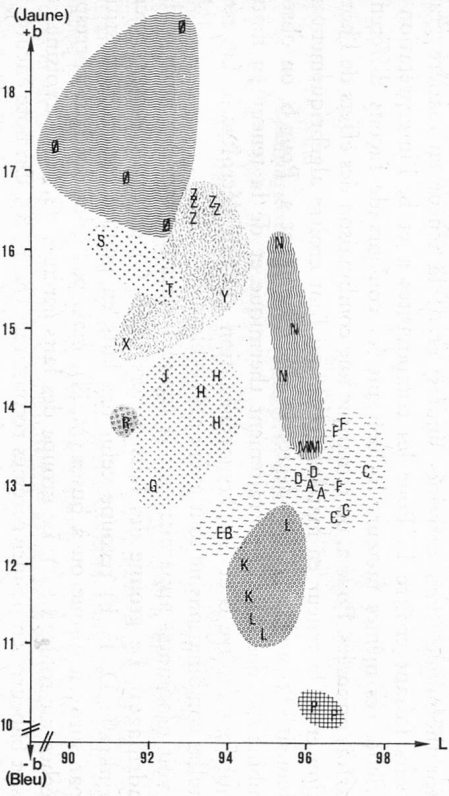 (Jaune)
+b
Ø
18
Ø
17
Ø
Z
Z
Z Z
Z
Ø
16
S
N
T
Y
15
N
X
14
J
H
N
H
R
H
F
F
M
M
M
13
G
D
D
A
A
F
C
C
C
E
B
L
12
K
K
L
11
L
P
P
10
-b
(Bleu)
90
92
94
96
98
L